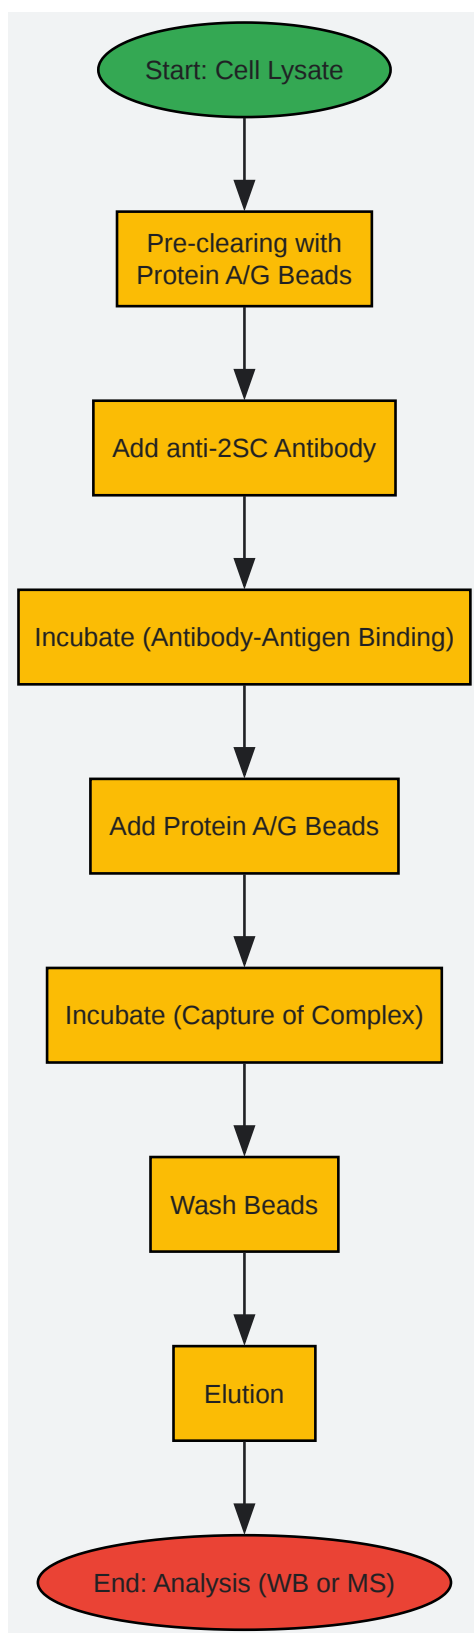 Start: Cell Lysate
Pre-clearing with
Protein A/G Beads
Add anti-2SC Antibody
Incubate (Antibody-Antigen Binding)
Add Protein A/G Beads
Incubate (Capture of Complex)
Wash Beads
Elution
End: Analysis (WB or MS)